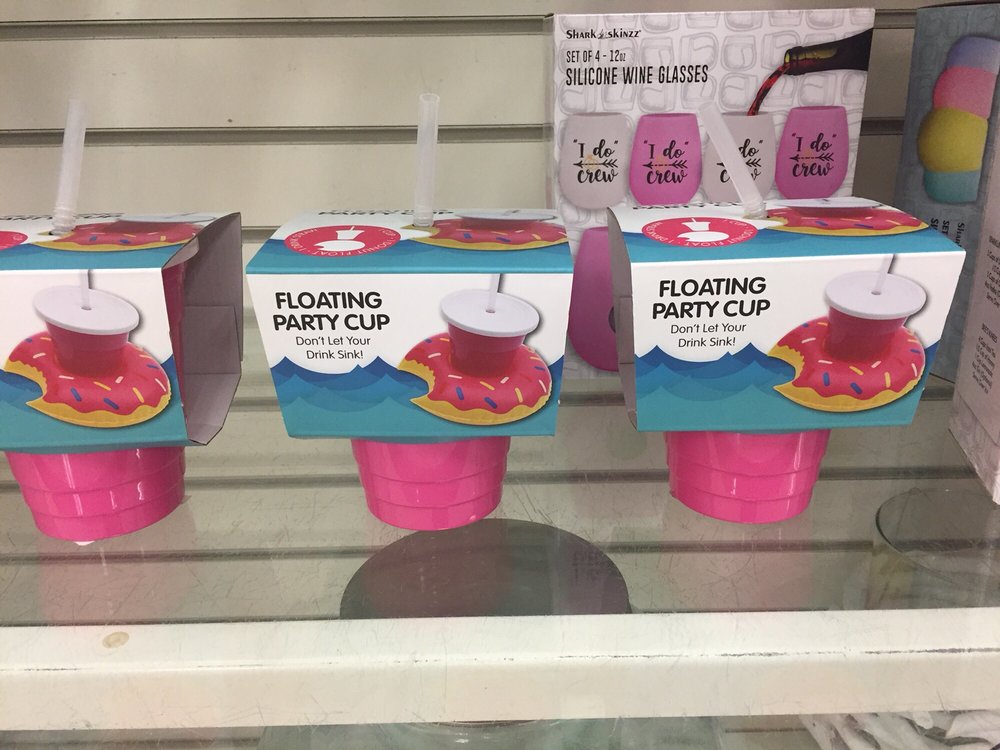 SHARK SKINZZ
SET OF 4 - 12oz
SILICONE WINE GLASSES
"I do"
crew
"I do"
crew
do"
crew
"I do"
crew
FLOATING
PARTY CUP
Don't Let Your
Drink Sink!
FLOATING
PARTY CUP
Don't Let Your
Drink Sink!